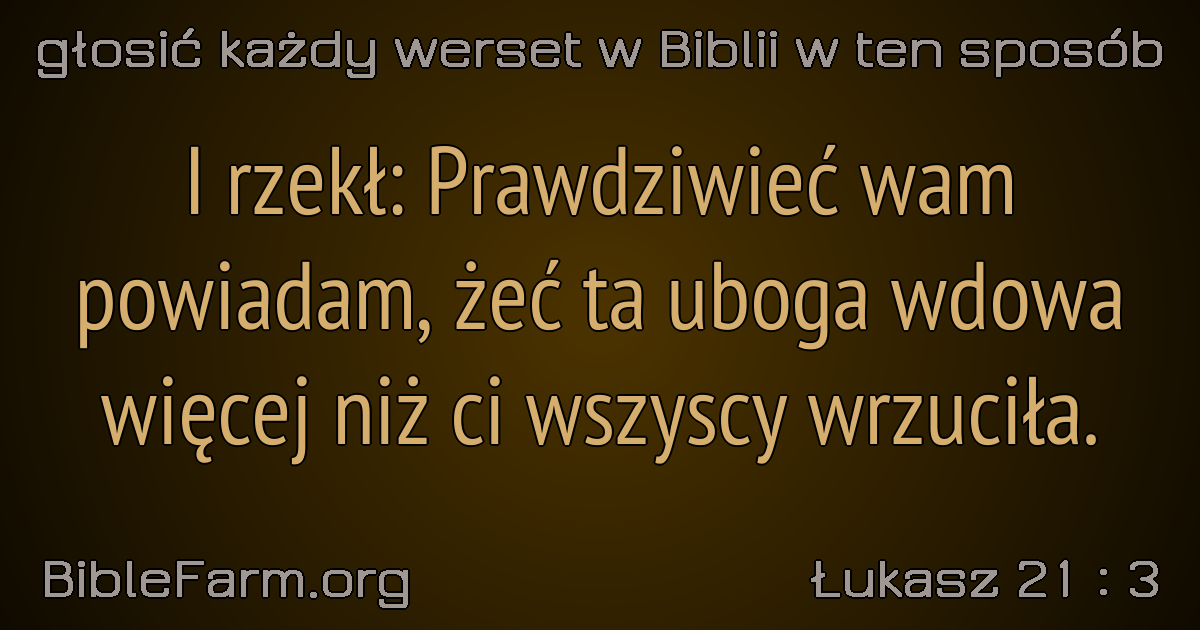 głosić każdy werset w Biblii w ten sposób
I rzekł: Prawdziwieć wam
powiadam, żeć ta uboga wdowa
więcej niż ci wszyscy wrzuciła.
BibleFarm.org
Łukasz 21 : 3